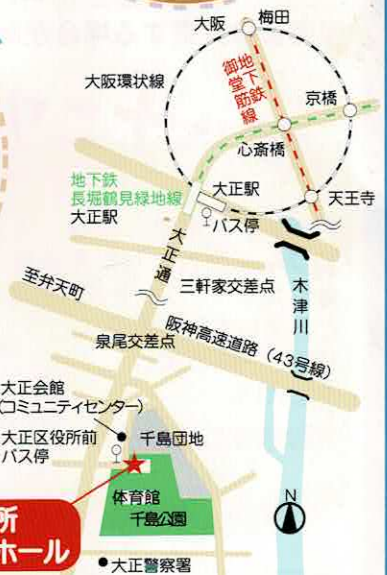 大阪
梅田
大阪環状線
地下鉄
御堂筋線
京橋
心斎橋
地下鉄
長堀鶴見緑地線
大正駅
大正駅
バス停
天王寺
大正通
三軒家交差点
木津川
至弁天町
阪神高速道路(43号線)
泉尾交差点
大正会館
(コミュニティセンター)
大正区役所前
バス停
千島団地
体育館
千島公園
N
所
ホール
大正警察署